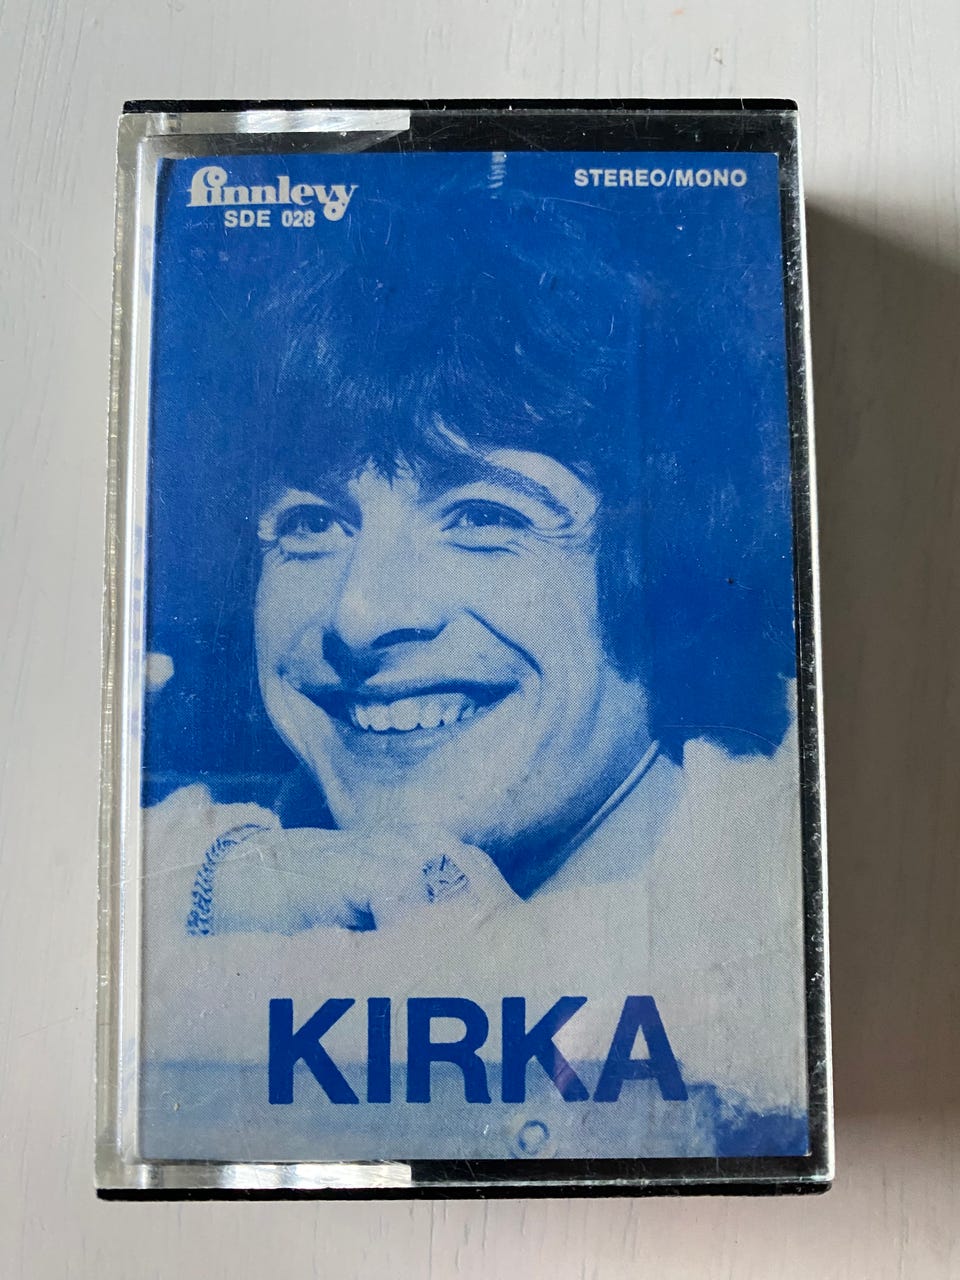 finnlevy
SDE 028
STEREO/MONO
KIRKA